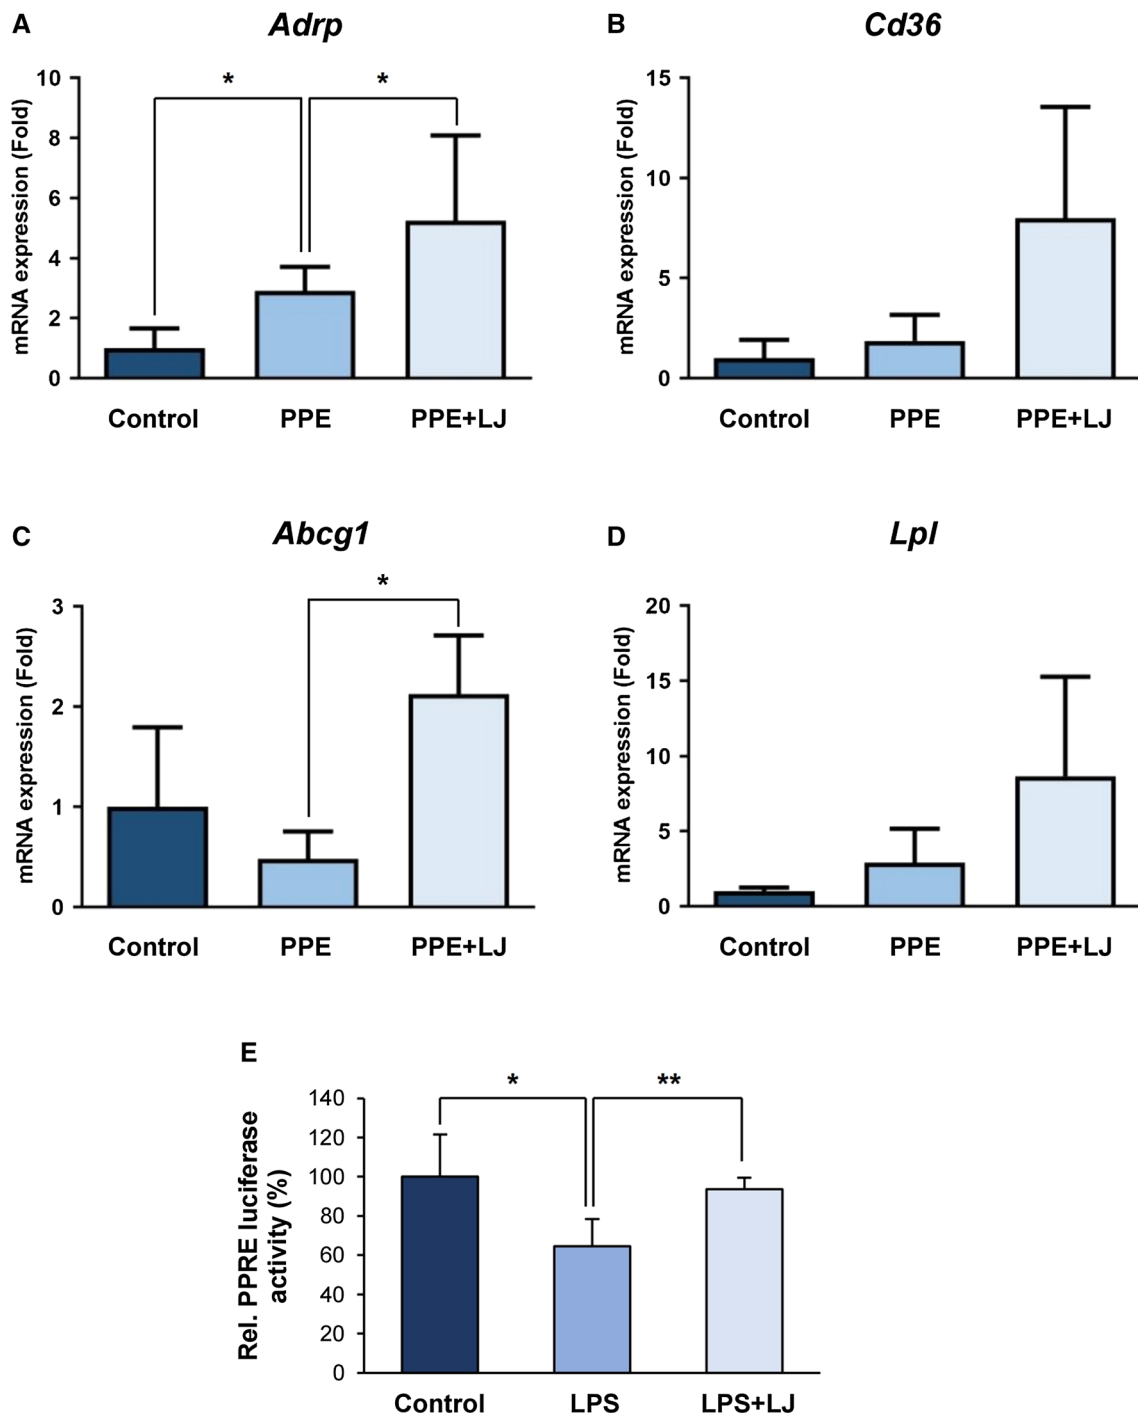 A
Adrp
mRNA expression (Fold)
10
8
6
4
2
0
*
*
Control PPE PPE+LJ
B
Cd36
mRNA expression (Fold)
15
10
5
0
Control PPE PPE+LJ
C
Abcg1
mRNA expression (Fold)
3
2
1
0
*
Control PPE PPE+LJ
D
Lpl
mRNA expression (Fold)
20
15
10
5
0
Control PPE PPE+LJ
E
Rel. PPRE luciferase
activity (%)
140
120
100
80
60
40
20
0
*
**
Control LPS LPS+LJ